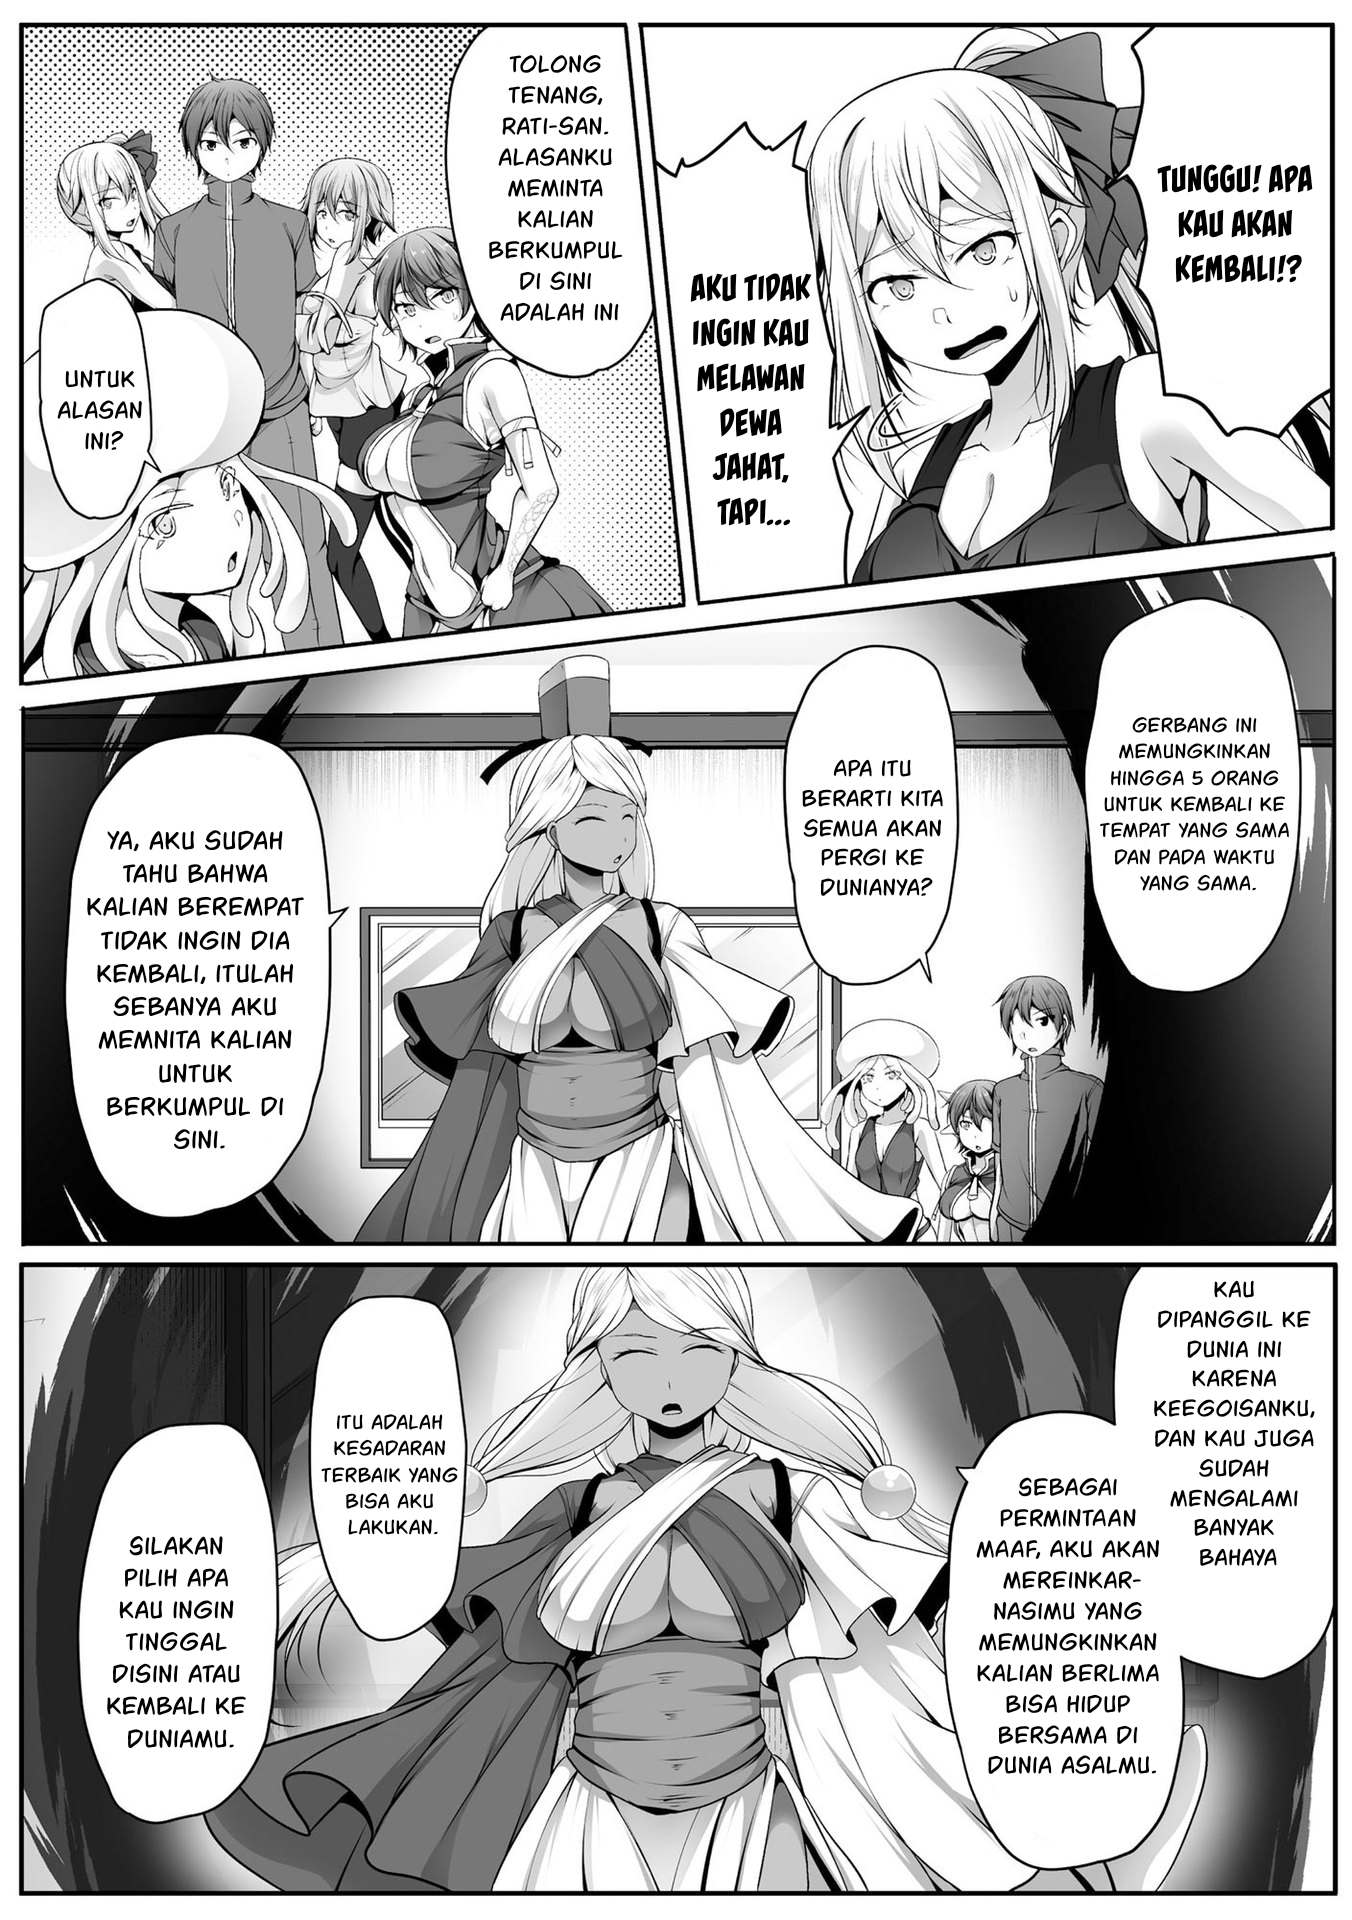 TUNGGU! APA
KAU AKAN
KEMBALI!?
AKU TIDAK
INGIN KAU
MELAWAN
DEWA
JAHAT,
TAPI...
TOLONG
TENANG,
RATI-SAN.
ALASANKU
MEMINTA
KALIAN
BERKUMPUL
DI SINI
ADALAH INI
UNTUK
ALASAN
INI?
GERBANG INI
MEMUNGKINKAN
HINGGA 5 ORANG
UNTUK KEMBALI KE
TEMPAT YANG SAMA
DAN PADA WAKTU
YANG SAMA.
APA ITU
BERARTI KITA
SEMUA AKAN
PERGI KE
DUNIANYA?
YA, AKU SUDAH
TAHU BAHWA
KALIAN BEREMPAT
TIDAK INGIN DIA
KEMBALI, ITULAH
SEBANYA AKU
MEMNITA KALIAN
UNTUK
BERKUMPUL DI
SINI.
KAU
DIPANGGIL KE
DUNIA INI
KARENA
KEEGOISANKU,
DAN KAU JUGA
SUDAH
MENGALAMI
BANYAK
BAHAYA
SEBAGAI
PERMINTAAN
MAAF, AKU AKAN
MEREINKAR-
NASIMU YANG
MEMUNGKINKAN
KALIAN BERLIMA
BISA HIDUP
BERSAMA DI
DUNIA ASALMU.
ITU ADALAH
KESADARAN
TERBAIK YANG
BISA AKU
LAKUKAN.
SILAKAN
PILIH APA
KAU INGIN
TINGGAL
DISINI ATAU
KEMBALI KE
DUNIAMU.